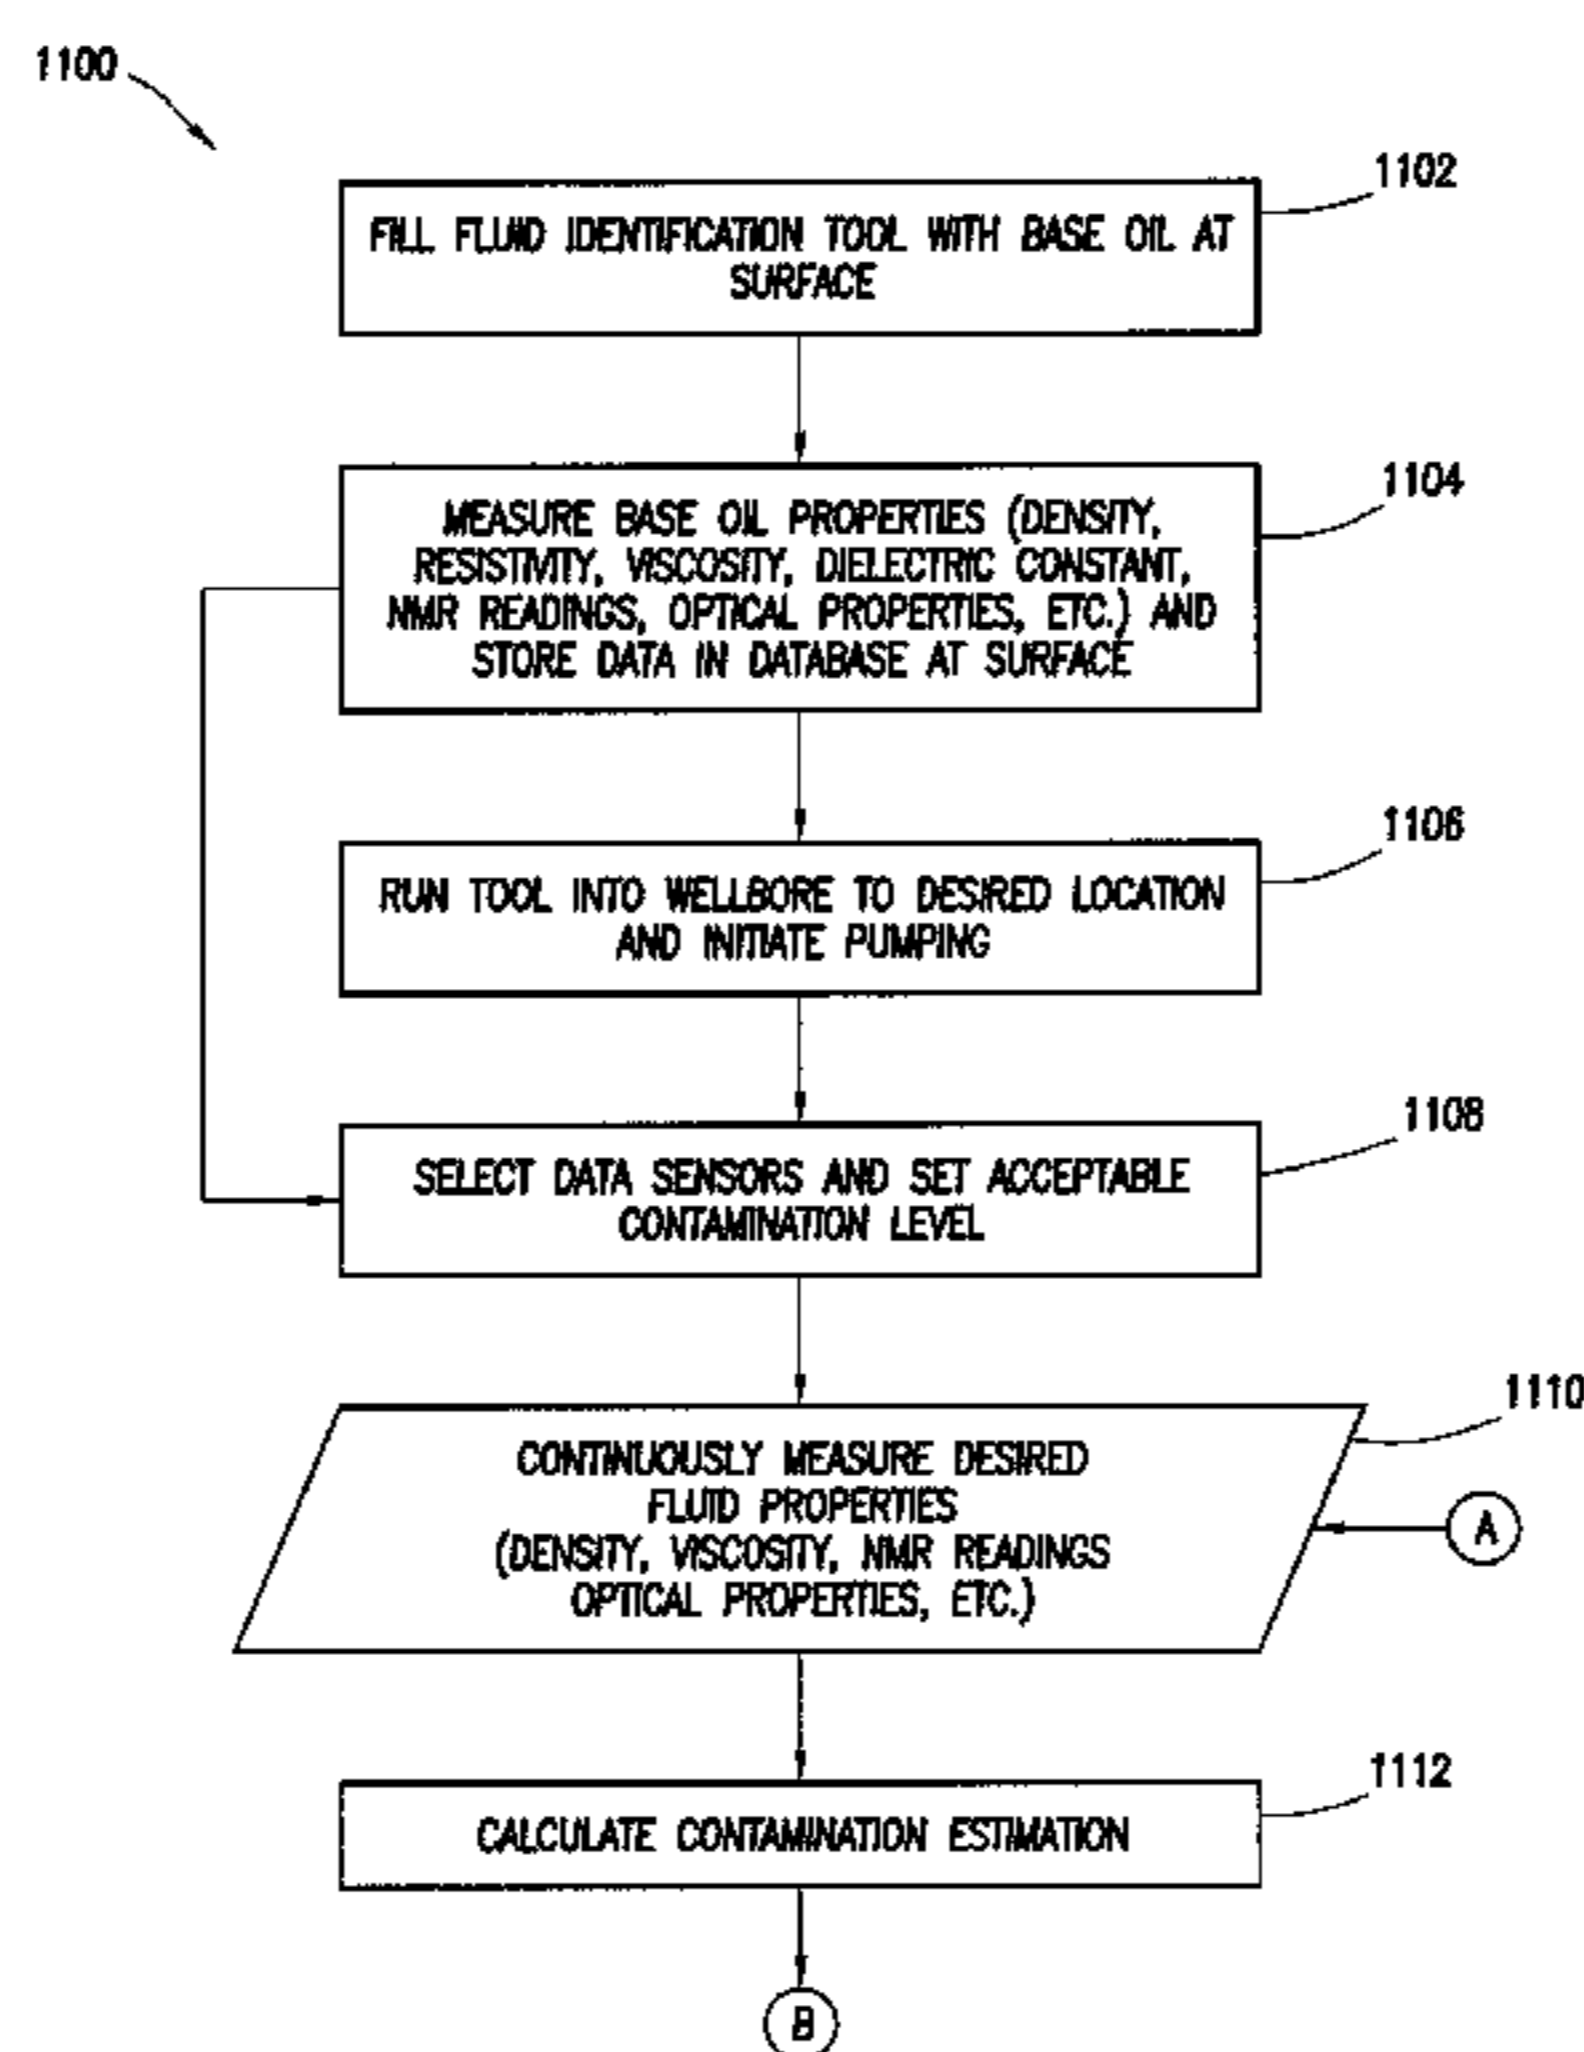 1100
1102
FILL FLUID IDENTIFICATION TOOL WITH BASE OIL AT
SURFACE
1104
MEASURE BASE OIL PROPERTIES (DENSITY,
RESISTIVITY, VISCOSITY, DIELECTRIC CONSTANT,
NMR READINGS, OPTICAL PROPERTIES, ETC.) AND
STORE DATA IN DATABASE AT SURFACE
1106
RUN TOOL INTO WELLBORE TO DESIRED LOCATION
AND INITIATE PUMPING
1108
SELECT DATA SENSORS AND SET ACCEPTABLE
CONTAMINATION LEVEL
1110
CONTINUOUSLY MEASURE DESIRED
FLUID PROPERTIES
(DENSITY, VISCOSITY, NMR READINGS
OPTICAL PROPERTIES, ETC.)
A
1112
CALCULATE CONTAMINATION ESTIMATION
B